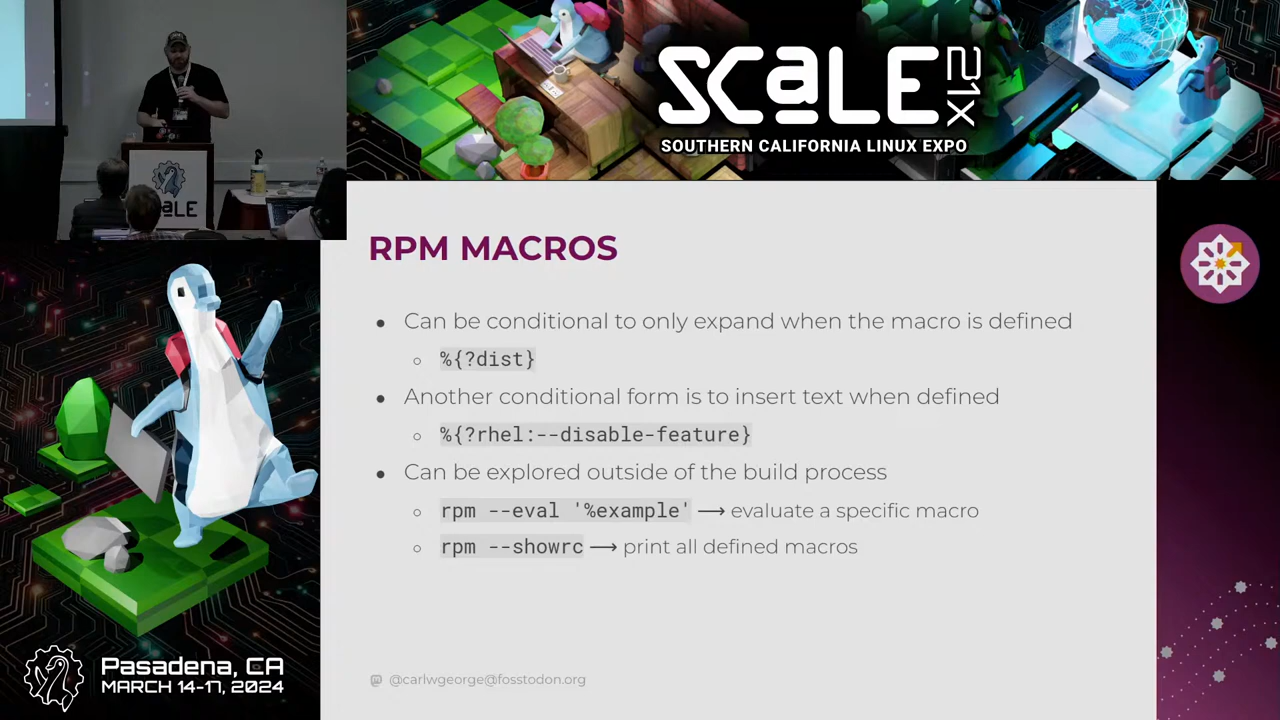 SCALE
21X
SOUTHERN CALIFORNIA LINUX EXPO
SCALE
RPM MACROS
• Can be conditional to only expand when the macro is defined
○ %{?dist}
• Another conditional form is to insert text when defined
○ %{?rhel:--disable-feature}
• Can be explored outside of the build process
○ rpm --eval '%example' ⟶ evaluate a specific macro
○ rpm --showrc ⟶ print all defined macros
@carlwgeorge@fosstodon.org
Pasadena, CA
MARCH 14-17, 2024